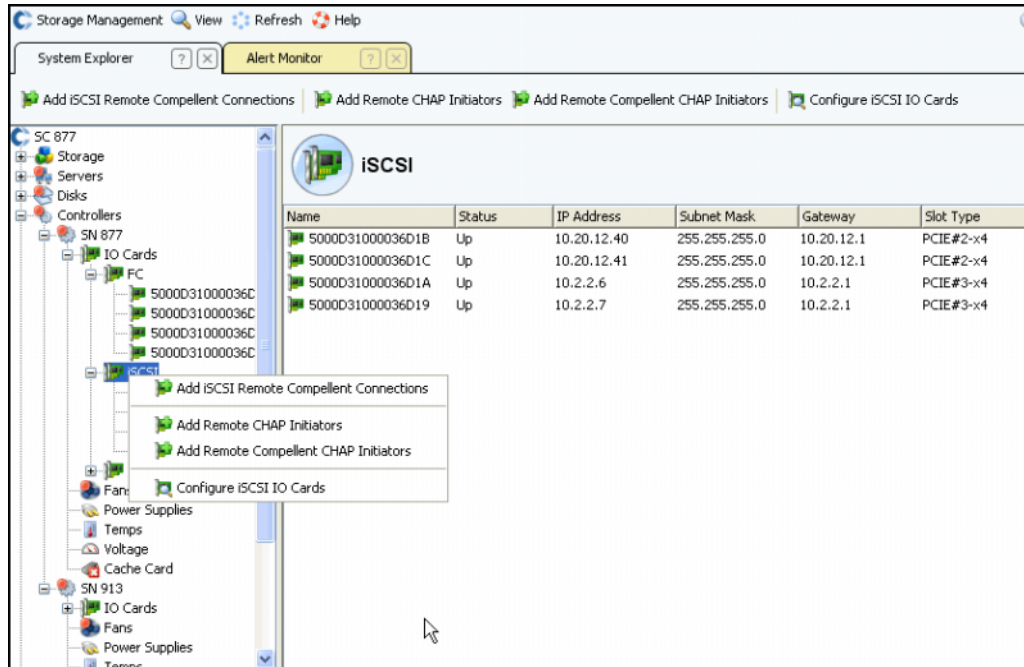 Storage Management View Refresh Help
System Explorer ? Alert Monitor ?
Add iSCSI Remote Compellent Connections Add Remote CHAP Initiators Add Remote Compellent CHAP Initiators Configure iSCSI IO Cards
SC 877
Storage
Servers
Disks
Controllers
SN 877
IO Cards
FC
5000D31000036D
5000D31000036D
5000D31000036D
5000D31000036D
iSCSI
Add iSCSI Remote Compellent Connections
Add Remote CHAP Initiators
Add Remote Compellent CHAP Initiators
Configure iSCSI IO Cards
Fans
Power Supplies
Temps
Voltage
Cache Card
SN 913
IO Cards
Fans
Power Supplies
Temps
iSCSI
Name Status IP Address Subnet Mask Gateway Slot Type
5000D31000036D1B Up 10.20.12.40 255.255.255.0 10.20.12.1 PCIE#2-x4
5000D31000036D1C Up 10.20.12.41 255.255.255.0 10.20.12.1 PCIE#2-x4
5000D31000036D1A Up 10.2.2.6 255.255.255.0 10.2.2.1 PCIE#3-x4
5000D31000036D19 Up 10.2.2.7 255.255.255.0 10.2.2.1 PCIE#3-x4